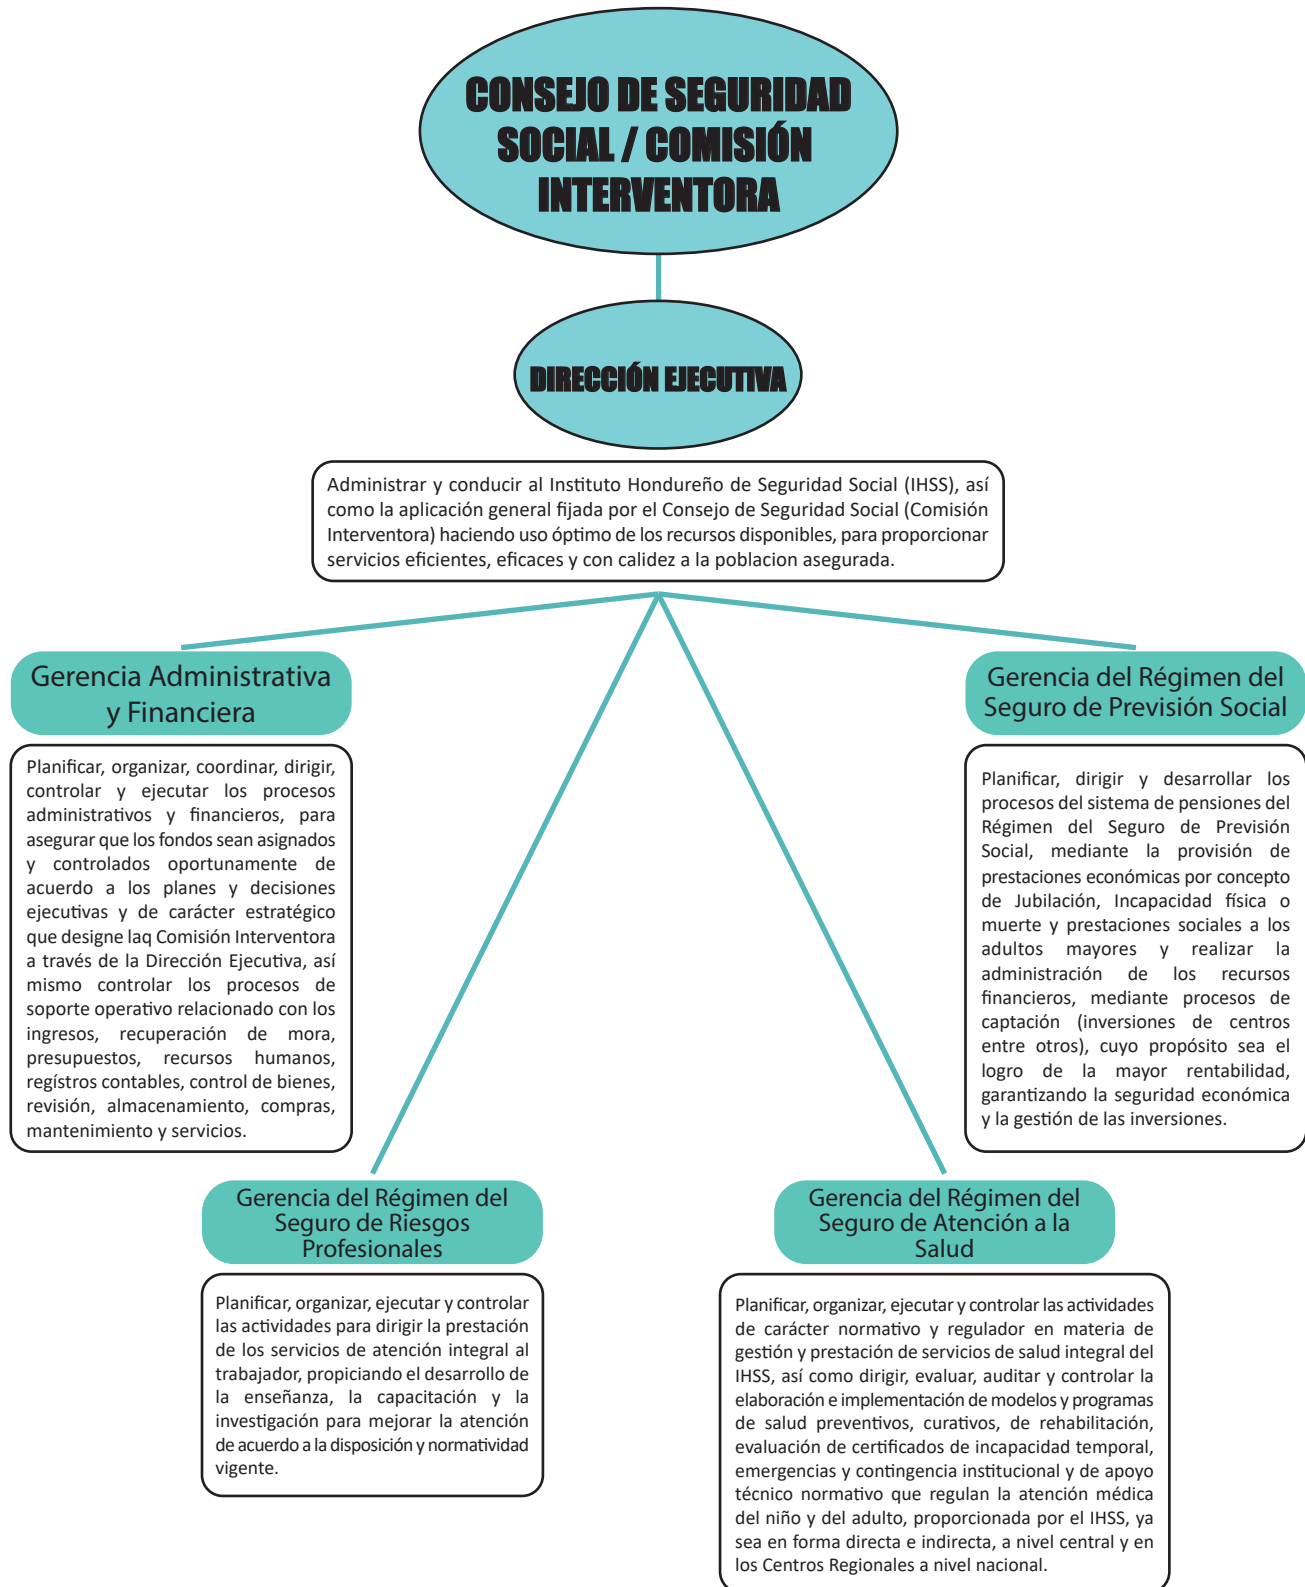 CONSEJO DE SEGURIDAD
SOCIAL / COMISIÓN
INTERVENTORA
DIRECCIÓN EJECUTIVA
Administrar y conducir al Instituto Hondureño de Seguridad Social (IHSS), así
como la aplicación general fijada por el Consejo de Seguridad Social (Comisión
Interventora) haciendo uso óptimo de los recursos disponibles, para proporcionar
servicios eficientes, eficaces y con calidez a la poblacion asegurada.
Gerencia Administrativa
y Financiera
Planificar, organizar, coordinar, dirigir,
controlar y ejecutar los procesos
administrativos y financieros, para
asegurar que los fondos sean asignados
y controlados oportunamente de
acuerdo a los planes y decisiones
ejecutivas y de carácter estratégico
que designe laq Comisión Interventora
a través de la Dirección Ejecutiva, así
mismo controlar los procesos de
soporte operativo relacionado con los
ingresos, recuperación de mora,
presupuestos, recursos humanos,
regístros contables, control de bienes,
revisión, almacenamiento, compras,
mantenimiento y servicios.
Gerencia del Régimen del
Seguro de Previsión Social
Planificar, dirigir y desarrollar los
procesos del sistema de pensiones del
Régimen del Seguro de Previsión
Social, mediante la provisión de
prestaciones económicas por concepto
de Jubilación, Incapacidad física o
muerte y prestaciones sociales a los
adultos mayores y realizar la
administración de los recursos
financieros, mediante procesos de
captación (inversiones de centros
entre otros), cuyo propósito sea el
logro de la mayor rentabilidad,
garantizando la seguridad económica
y la gestión de las inversiones.
Gerencia del Régimen del
Seguro de Riesgos
Profesionales
Planificar, organizar, ejecutar y controlar
las actividades para dirigir la prestación
de los servicios de atención integral al
trabajador, propiciando el desarrollo de
la enseñanza, la capacitación y la
investigación para mejorar la atención
de acuerdo a la disposición y normatividad
vigente.
Gerencia del Régimen del
Seguro de Atención a la
Salud
Planificar, organizar, ejecutar y controlar las actividades
de carácter normativo y regulador en materia de
gestión y prestación de servicios de salud integral del
IHSS, así como dirigir, evaluar, auditar y controlar la
elaboración e implementación de modelos y programas
de salud preventivos, curativos, de rehabilitación,
evaluación de certificados de incapacidad temporal,
emergencias y contingencia institucional y de apoyo
técnico normativo que regulan la atención médica
del niño y del adulto, proporcionada por el IHSS, ya
sea en forma directa e indirecta, a nivel central y en
los Centros Regionales a nivel nacional.